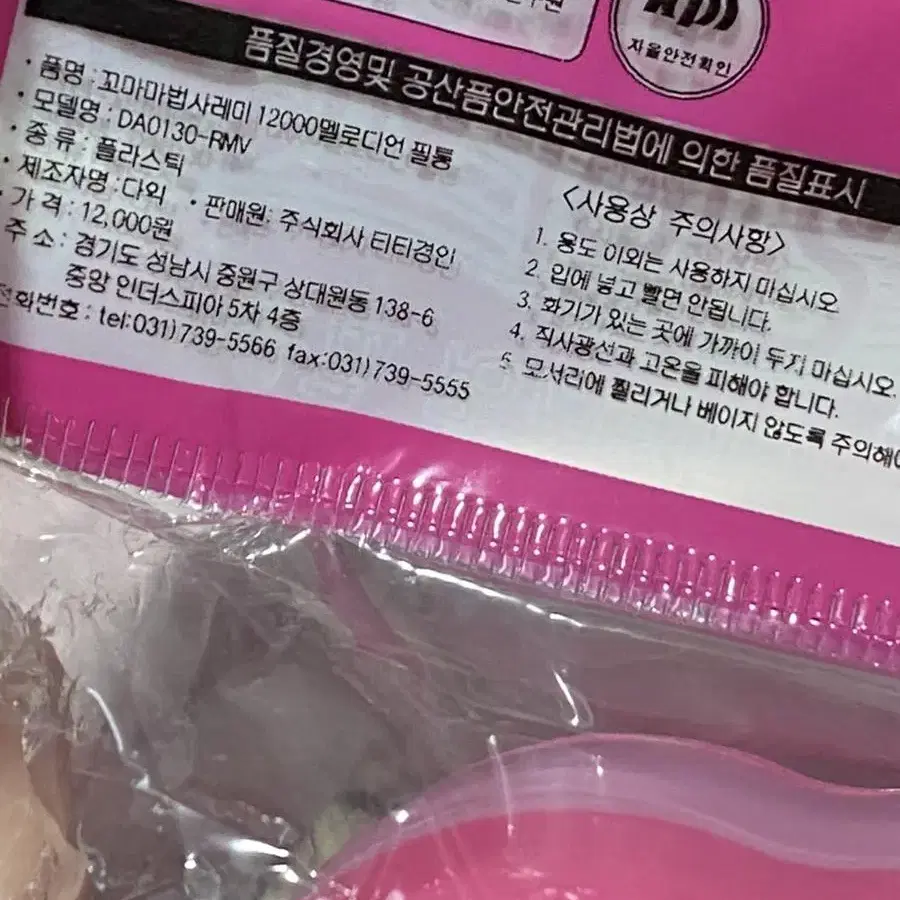 자율안전확인
품질경영및 공산품안전관리법에 의한 품질표시
· 품명 : 꼬마마법사레미 12000멜로디언 필통
· 모델명 : DA0130-RMV
· 종류 : 플라스틱
· 제조자명 : 다익 · 판매원 : 주식회사 티티경인
· 가 격 : 12,000원
주 소 : 경기도 성남시 중원구 상대원동 138-6
중앙 인더스피아 5차 4층
전화번호 : tel:031)739-5566 fax:031)739-5555
<사용상 주의사항>
1. 용도 이외는 사용하지 마십시오
2. 입에 넣고 빨면 안됩니다.
3. 화기가 있는 곳에 가까이 두지 마십시오.
4. 직사광선과 고온을 피해야 합니다.
5. 모서리에 찔리거나 베이지 않도록 주의해야